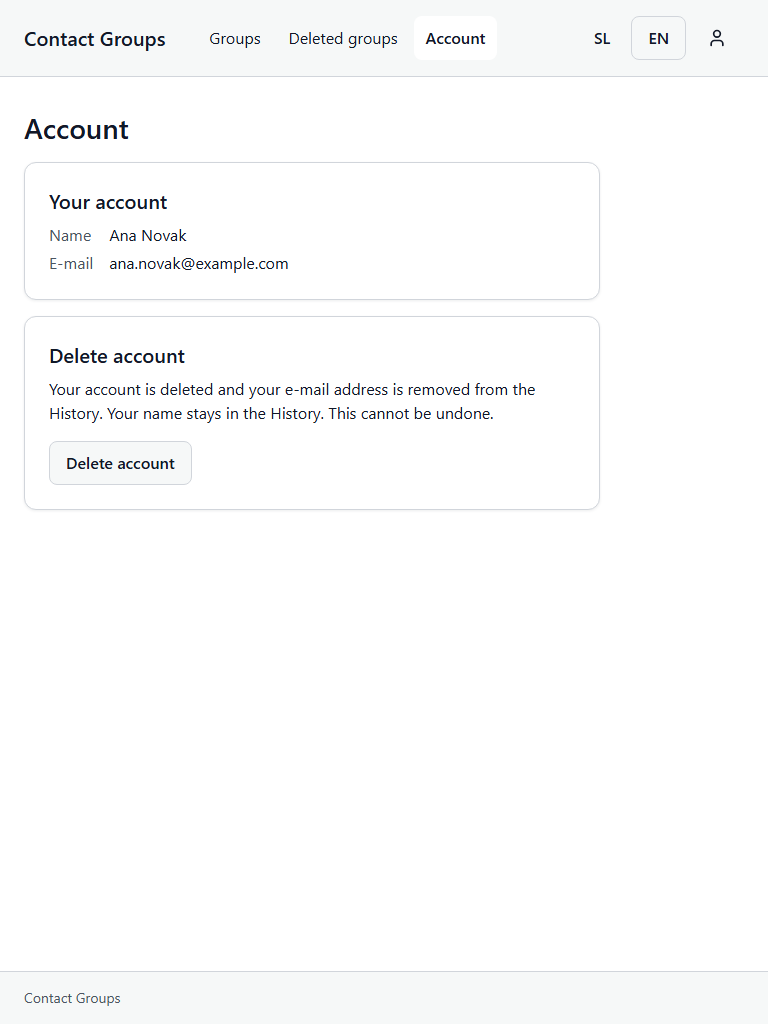 Contact Groups Groups Deleted groups Account SL EN
Account
Your account
Name Ana Novak
E-mail ana.novak@example.com
Delete account
Your account is deleted and your e-mail address is removed from the
History. Your name stays in the History. This cannot be undone.
Delete account
Contact Groups